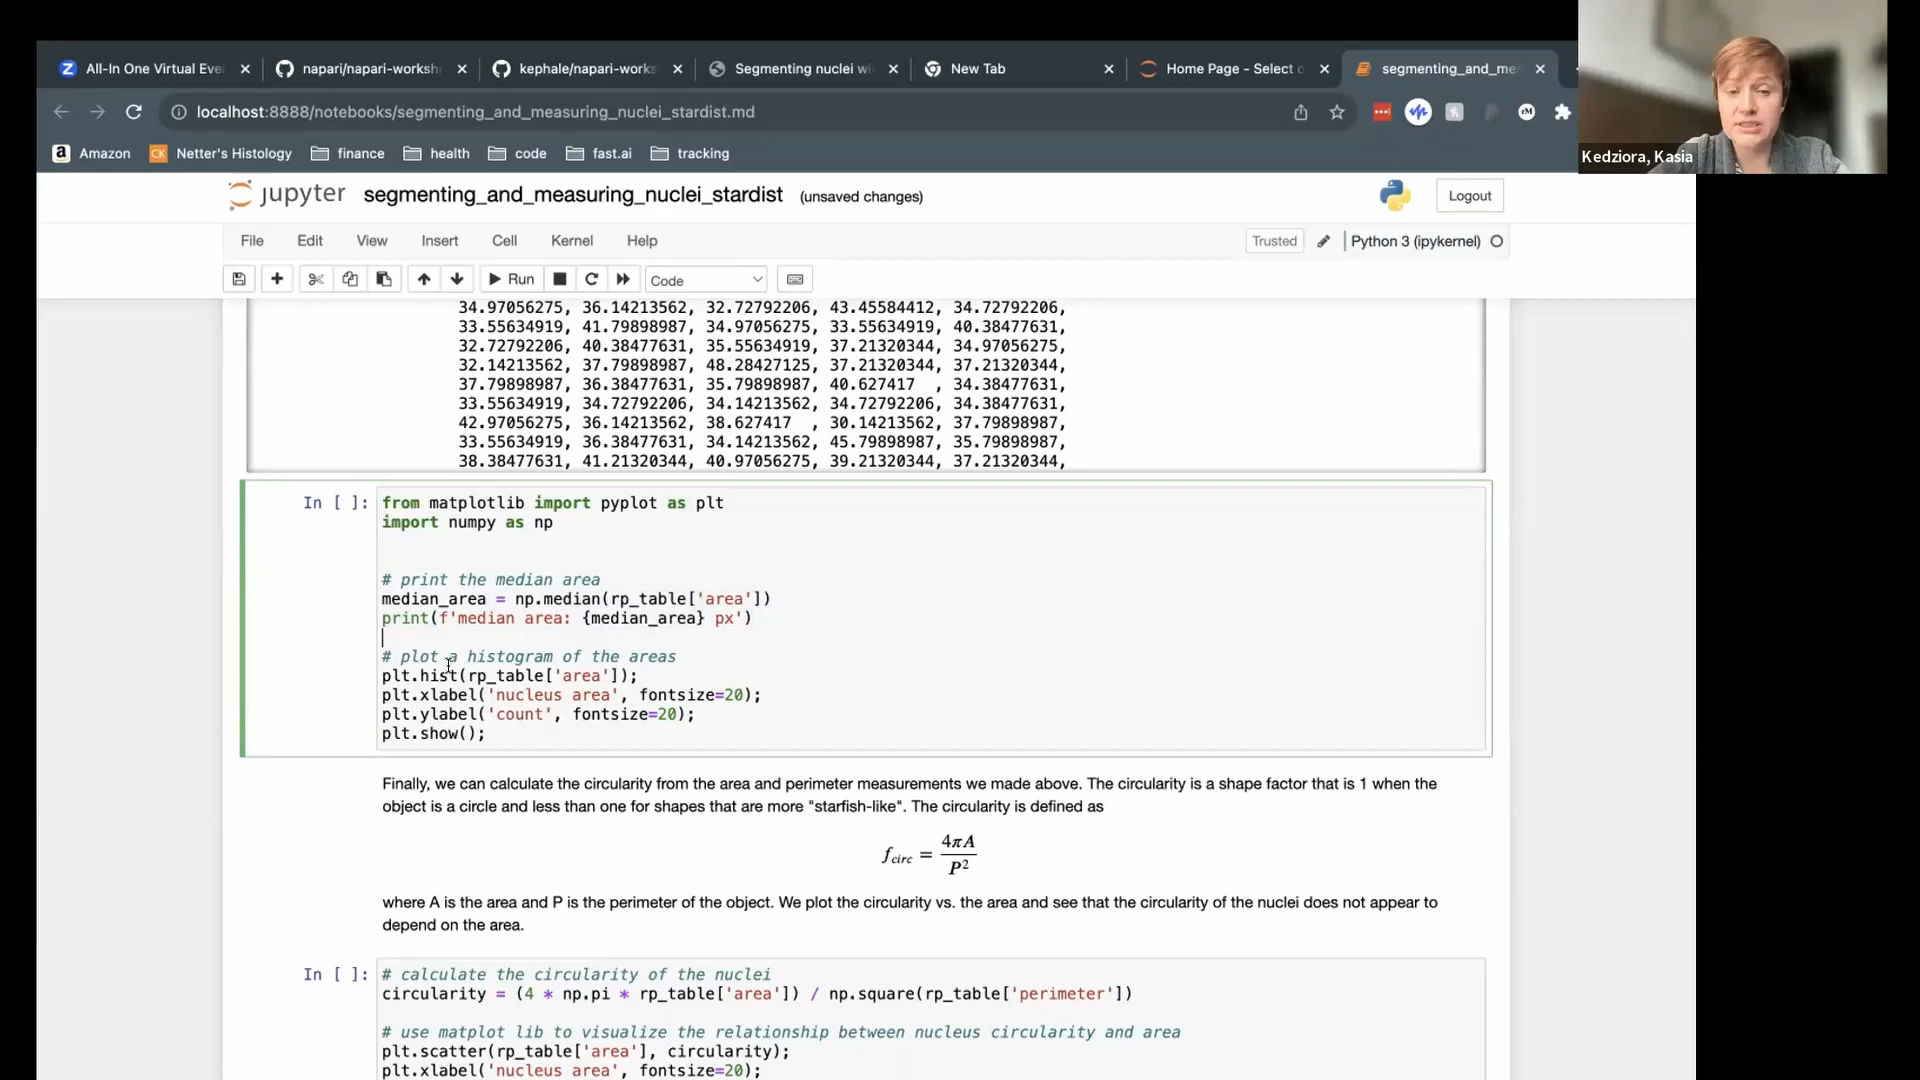 All-In One Virtual Eve
napari/napari-worksh
kephale/napari-works
Segmenting nuclei wi
New Tab
Home Page - Select o
segmenting_and_me
localhost:8888/notebooks/segmenting_and_measuring_nuclei_stardist.md
Amazon
Netter's Histology
finance
health
code
fast.ai
tracking
Kedziora, Kasia
jupyter segmenting_and_measuring_nuclei_stardist (unsaved changes)
Logout
File Edit View Insert Cell Kernel Help
Trusted
Python 3 (ipykernel)
Run
Code
34.97056275, 36.14213562, 32.72792206, 43.45584412, 34.72792206,
33.55634919, 41.79898987, 34.97056275, 33.55634919, 40.38477631,
32.72792206, 40.38477631, 35.55634919, 37.21320344, 34.97056275,
32.14213562, 37.79898987, 48.28427125, 37.21320344, 37.21320344,
37.79898987, 36.38477631, 35.79898987, 40.627417 , 34.38477631,
33.55634919, 34.72792206, 34.14213562, 34.72792206, 34.38477631,
42.97056275, 36.14213562, 38.627417 , 30.14213562, 37.79898987,
33.55634919, 36.38477631, 34.14213562, 45.79898987, 35.79898987,
38.38477631, 41.21320344, 40.97056275, 39.21320344, 37.21320344,
In [ ]: from matplotlib import pyplot as plt
import numpy as np
# print the median area
median_area = np.median(rp_table['area'])
print(f'median area: {median_area} px')
# plot a histogram of the areas
plt.hist(rp_table['area']);
plt.xlabel('nucleus area', fontsize=20);
plt.ylabel('count', fontsize=20);
plt.show();
Finally, we can calculate the circularity from the area and perimeter measurements we made above. The circularity is a shape factor that is 1 when the
object is a circle and less than one for shapes that are more "starfish-like". The circularity is defined as
f_circ = 4πA / P²
where A is the area and P is the perimeter of the object. We plot the circularity vs. the area and see that the circularity of the nuclei does not appear to
depend on the area.
In [ ]: # calculate the circularity of the nuclei
circularity = (4 * np.pi * rp_table['area']) / np.square(rp_table['perimeter'])
# use matplot lib to visualize the relationship between nucleus circularity and area
plt.scatter(rp_table['area'], circularity);
plt.xlabel('nucleus area', fontsize=20);